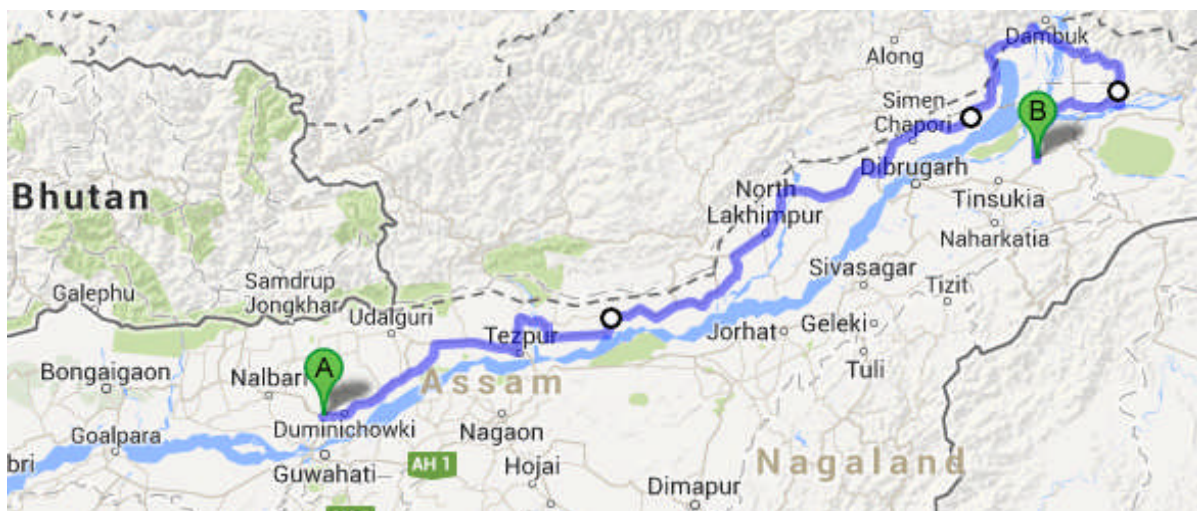 Dambuk
Along
Simen
Chapori
B
Dibrugarh
Tinsukia
Bhutan
North
Lakhimpur
Naharkatia
Samdrup
Jongkhar
Galephu
Udalguri
Sivasagar
Tizit
Tezpur
Jorhat
Geleki
Tuli
A
Bongaigaon
Nalbari
Assam
Duminichowki
Goalpara
Nagaon
bri
Guwahati
AH 1
Hojai
Nagaland
Dimapur